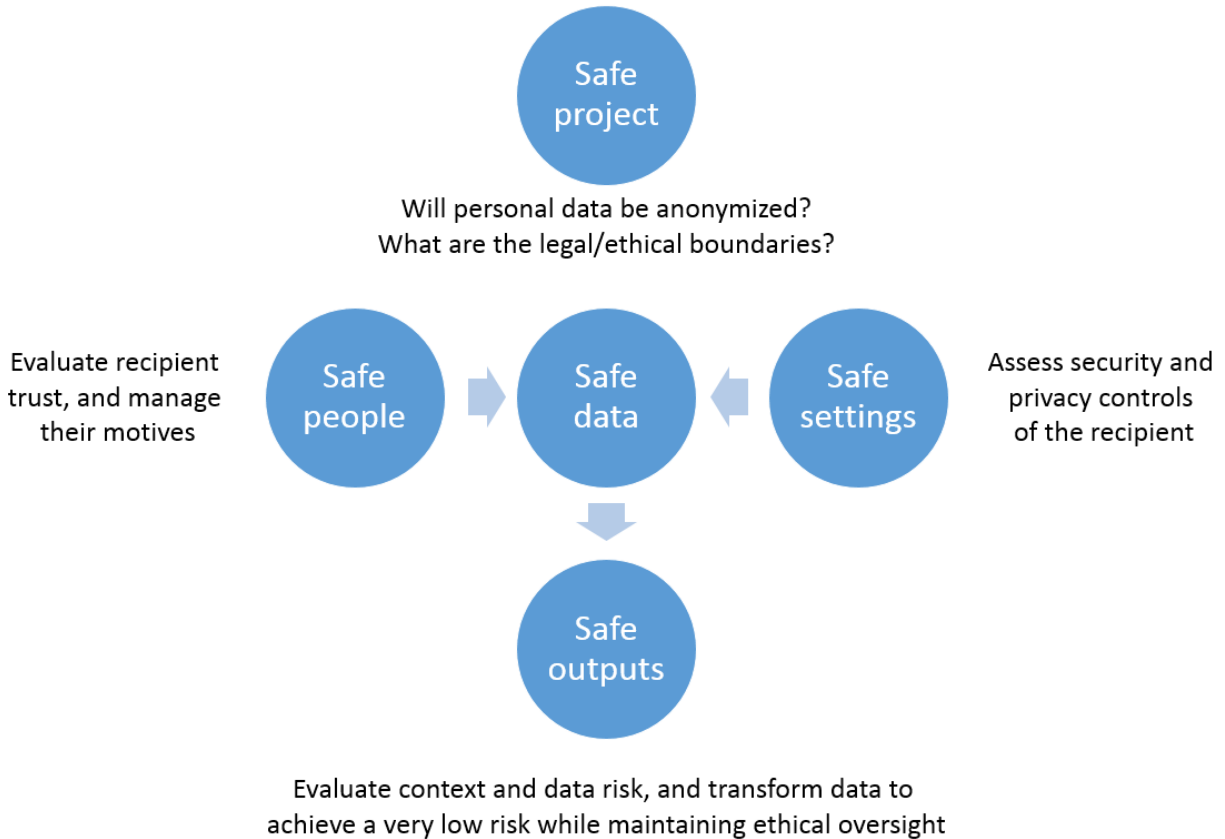 Safe
project
Will personal data be anonymized?
What are the legal/ethical boundaries?
Evaluate recipient
trust, and manage
their motives
Safe
people
Safe
data
Safe
settings
Assess security and
privacy controls
of the recipient
Safe
outputs
Evaluate context and data risk, and transform data to
achieve a very low risk while maintaining ethical oversight